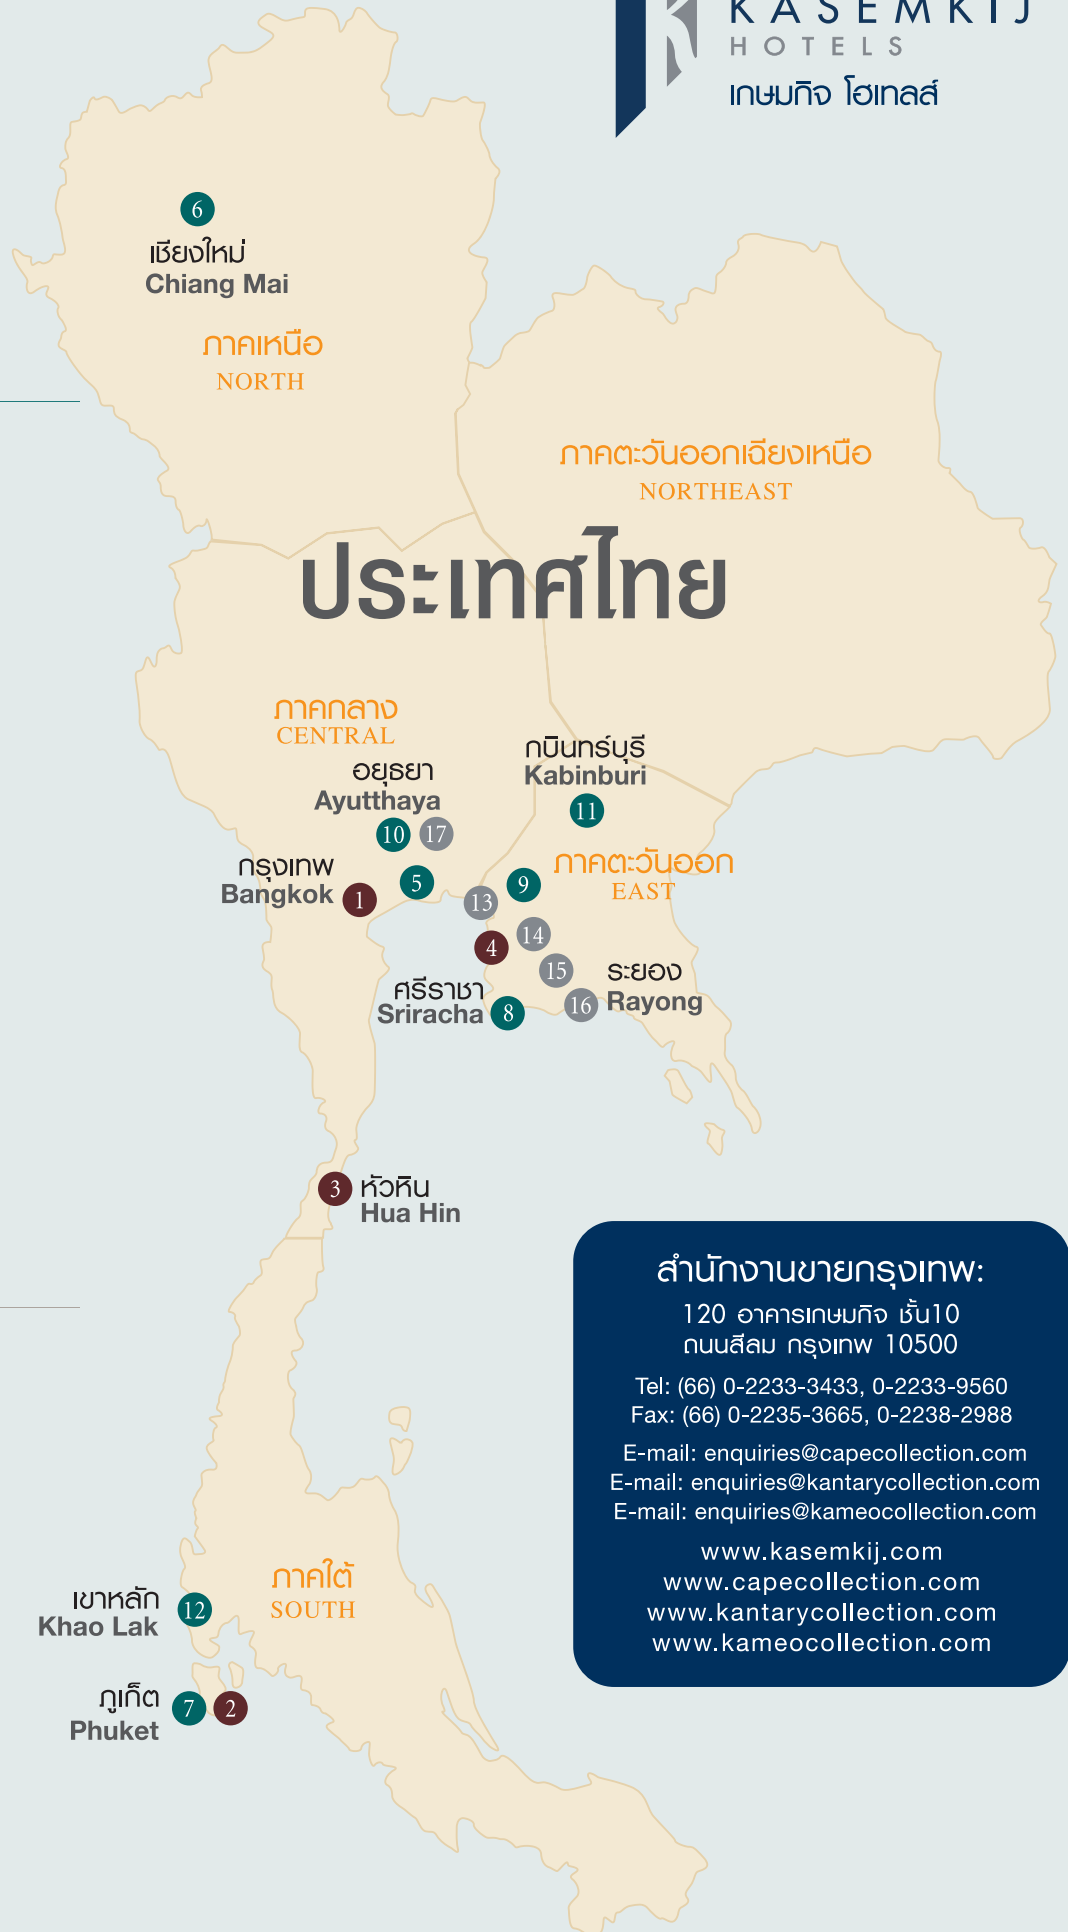 KASEMKIJ
HOTELS
เกษมกิจ โฮเทลส์
6
เชียงใหม่
Chiang Mai
ภาคเหนือ
NORTH
ภาคตะวันออกเฉียงเหนือ
NORTHEAST
ประเทศไทย
ภาคกลาง
CENTRAL
กบินทร์บุรี
Kabinburi
11
อยุธยา
Ayutthaya
10 17
กรุงเทพ
Bangkok 1
5
ภาคตะวันออก
EAST
9
13
14
4
15
ระยอง
16 Rayong
ศรีราชา
Sriracha 8
3 หัวหิน
Hua Hin
สำนักงานขายกรุงเทพ:
120 อาคารเกษมกิจ ชั้น10
ถนนสีลม กรุงเทพ 10500
Tel: (66) 0-2233-3433, 0-2233-9560
Fax: (66) 0-2235-3665, 0-2238-2988
E-mail: enquiries@capecollection.com
E-mail: enquiries@kantarycollection.com
E-mail: enquiries@kameocollection.com
www.kasemkij.com
www.capecollection.com
www.kantarycollection.com
www.kameocollection.com
ภาคใต้
SOUTH
เขาหลัก
Khao Lak 12
ภูเก็ต
Phuket 7 2